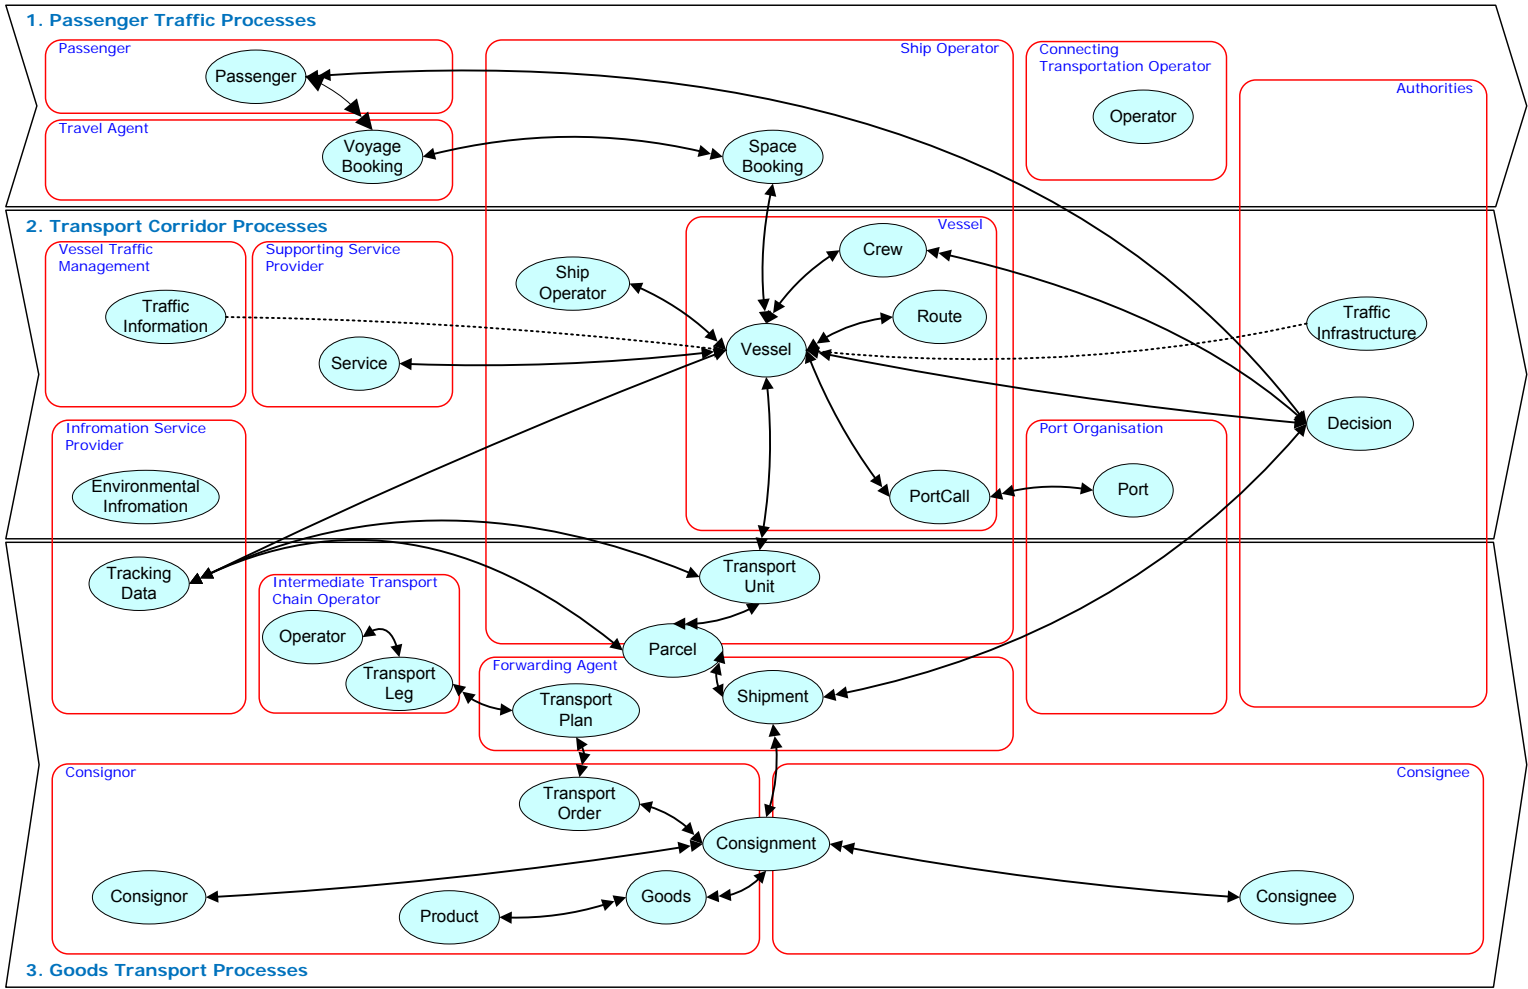 1. Passenger Traffic Processes
Passenger
Passenger
Travel Agent
Voyage
Booking
Ship Operator
Space
Booking
Connecting
Transportation Operator
Operator
Authorities
2. Transport Corridor Processes
Vessel Traffic
Management
Traffic
Information
Supporting Service
Provider
Service
Ship
Operator
Vessel
Crew
Route
Vessel
PortCall
Traffic
Infrastructure
Decision
Port Organisation
Port
Infromation Service
Provider
Environmental
Infromation
Tracking
Data
Intermediate Transport
Chain Operator
Operator
Transport
Leg
Transport
Unit
Parcel
Forwarding Agent
Transport
Plan
Shipment
Consignor
Transport
Order
Consignment
Consignor
Product
Goods
Consignee
Consignee
3. Goods Transport Processes